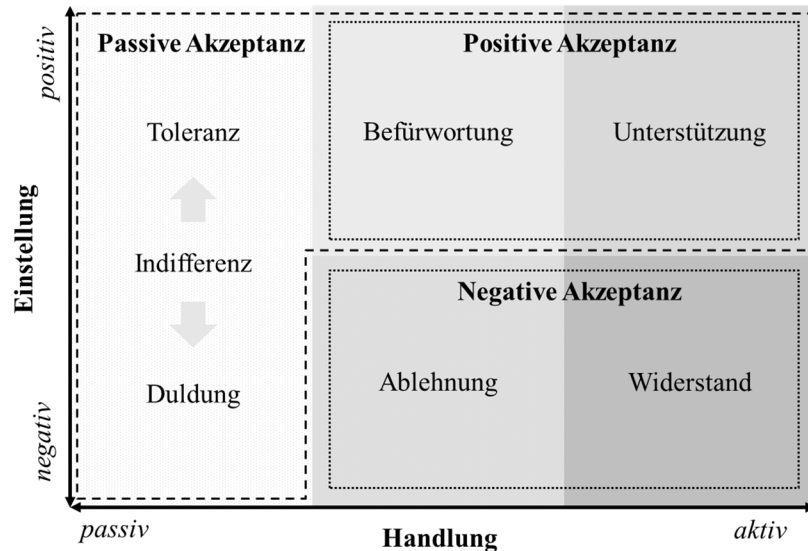 positiv
Einstellung
negativ
Passive Akzeptanz
Toleranz
Indifferenz
Duldung
Positive Akzeptanz
Befürwortung
Unterstützung
Negative Akzeptanz
Ablehnung
Widerstand
passiv
Handlung
aktiv